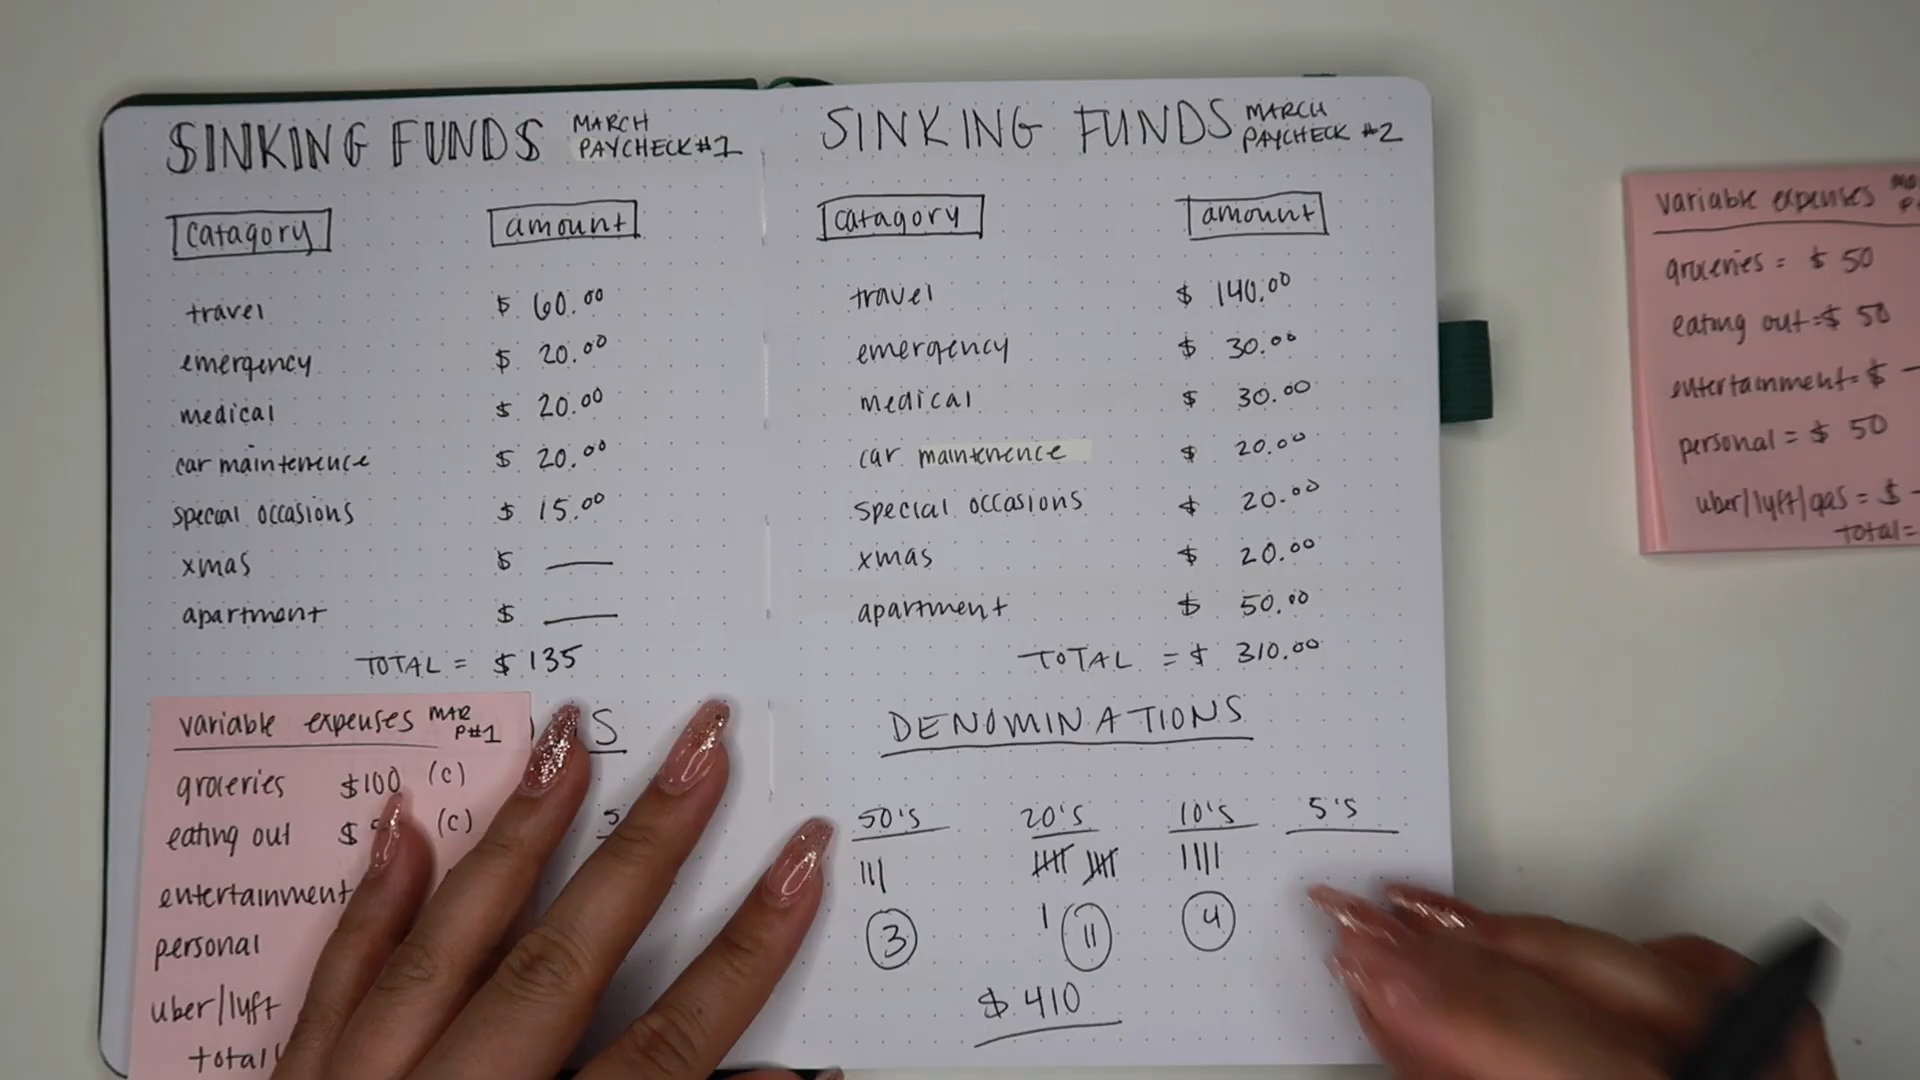 SINKING FUNDS MARCH PAYCHECK #1
catagory amount
travel $ 60.00
emergency $ 20.00
medical $ 20.00
car maintenence $ 20.00
special occasions $ 15.00
xmas $ —
apartment $ —
TOTAL = $ 135
variable expenses MAR P#1
groceries $100 (c)
eating out $ (c)
entertainment
personal
uber/lyft
total
S
5
SINKING FUNDS MARCH PAYCHECK #2
catagory amount
travel $ 140.00
emergency $ 30.00
medical $ 30.00
car maintenence $ 20.00
special occasions $ 20.00
xmas $ 20.00
apartment $ 50.00
TOTAL = $ 310.00
DENOMINATIONS
50's 20's 10's 5's
3 11 4
$ 410
variable expenses
groceries = $ 50
eating out = $ 50
entertainment = $ -
personal = $ 50
uber/lyft/gas = $ -
Total =